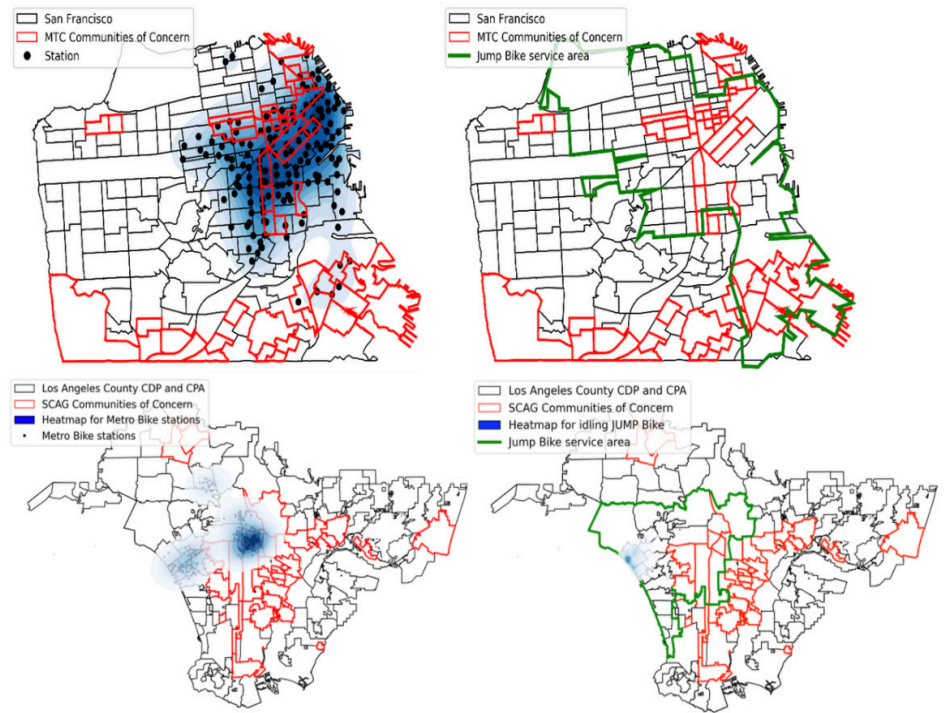 San Francisco
MTC Communities of Concern
Station
San Francisco
MTC Communities of Concern
Jump Bike service area
Los Angeles County CDP and CPA
SCAG Communities of Concern
Heatmap for Metro Bike stations
Metro Bike stations
Los Angeles County CDP and CPA
SCAG Communities of Concern
Heatmap for idling JUMP Bike
Jump Bike service area